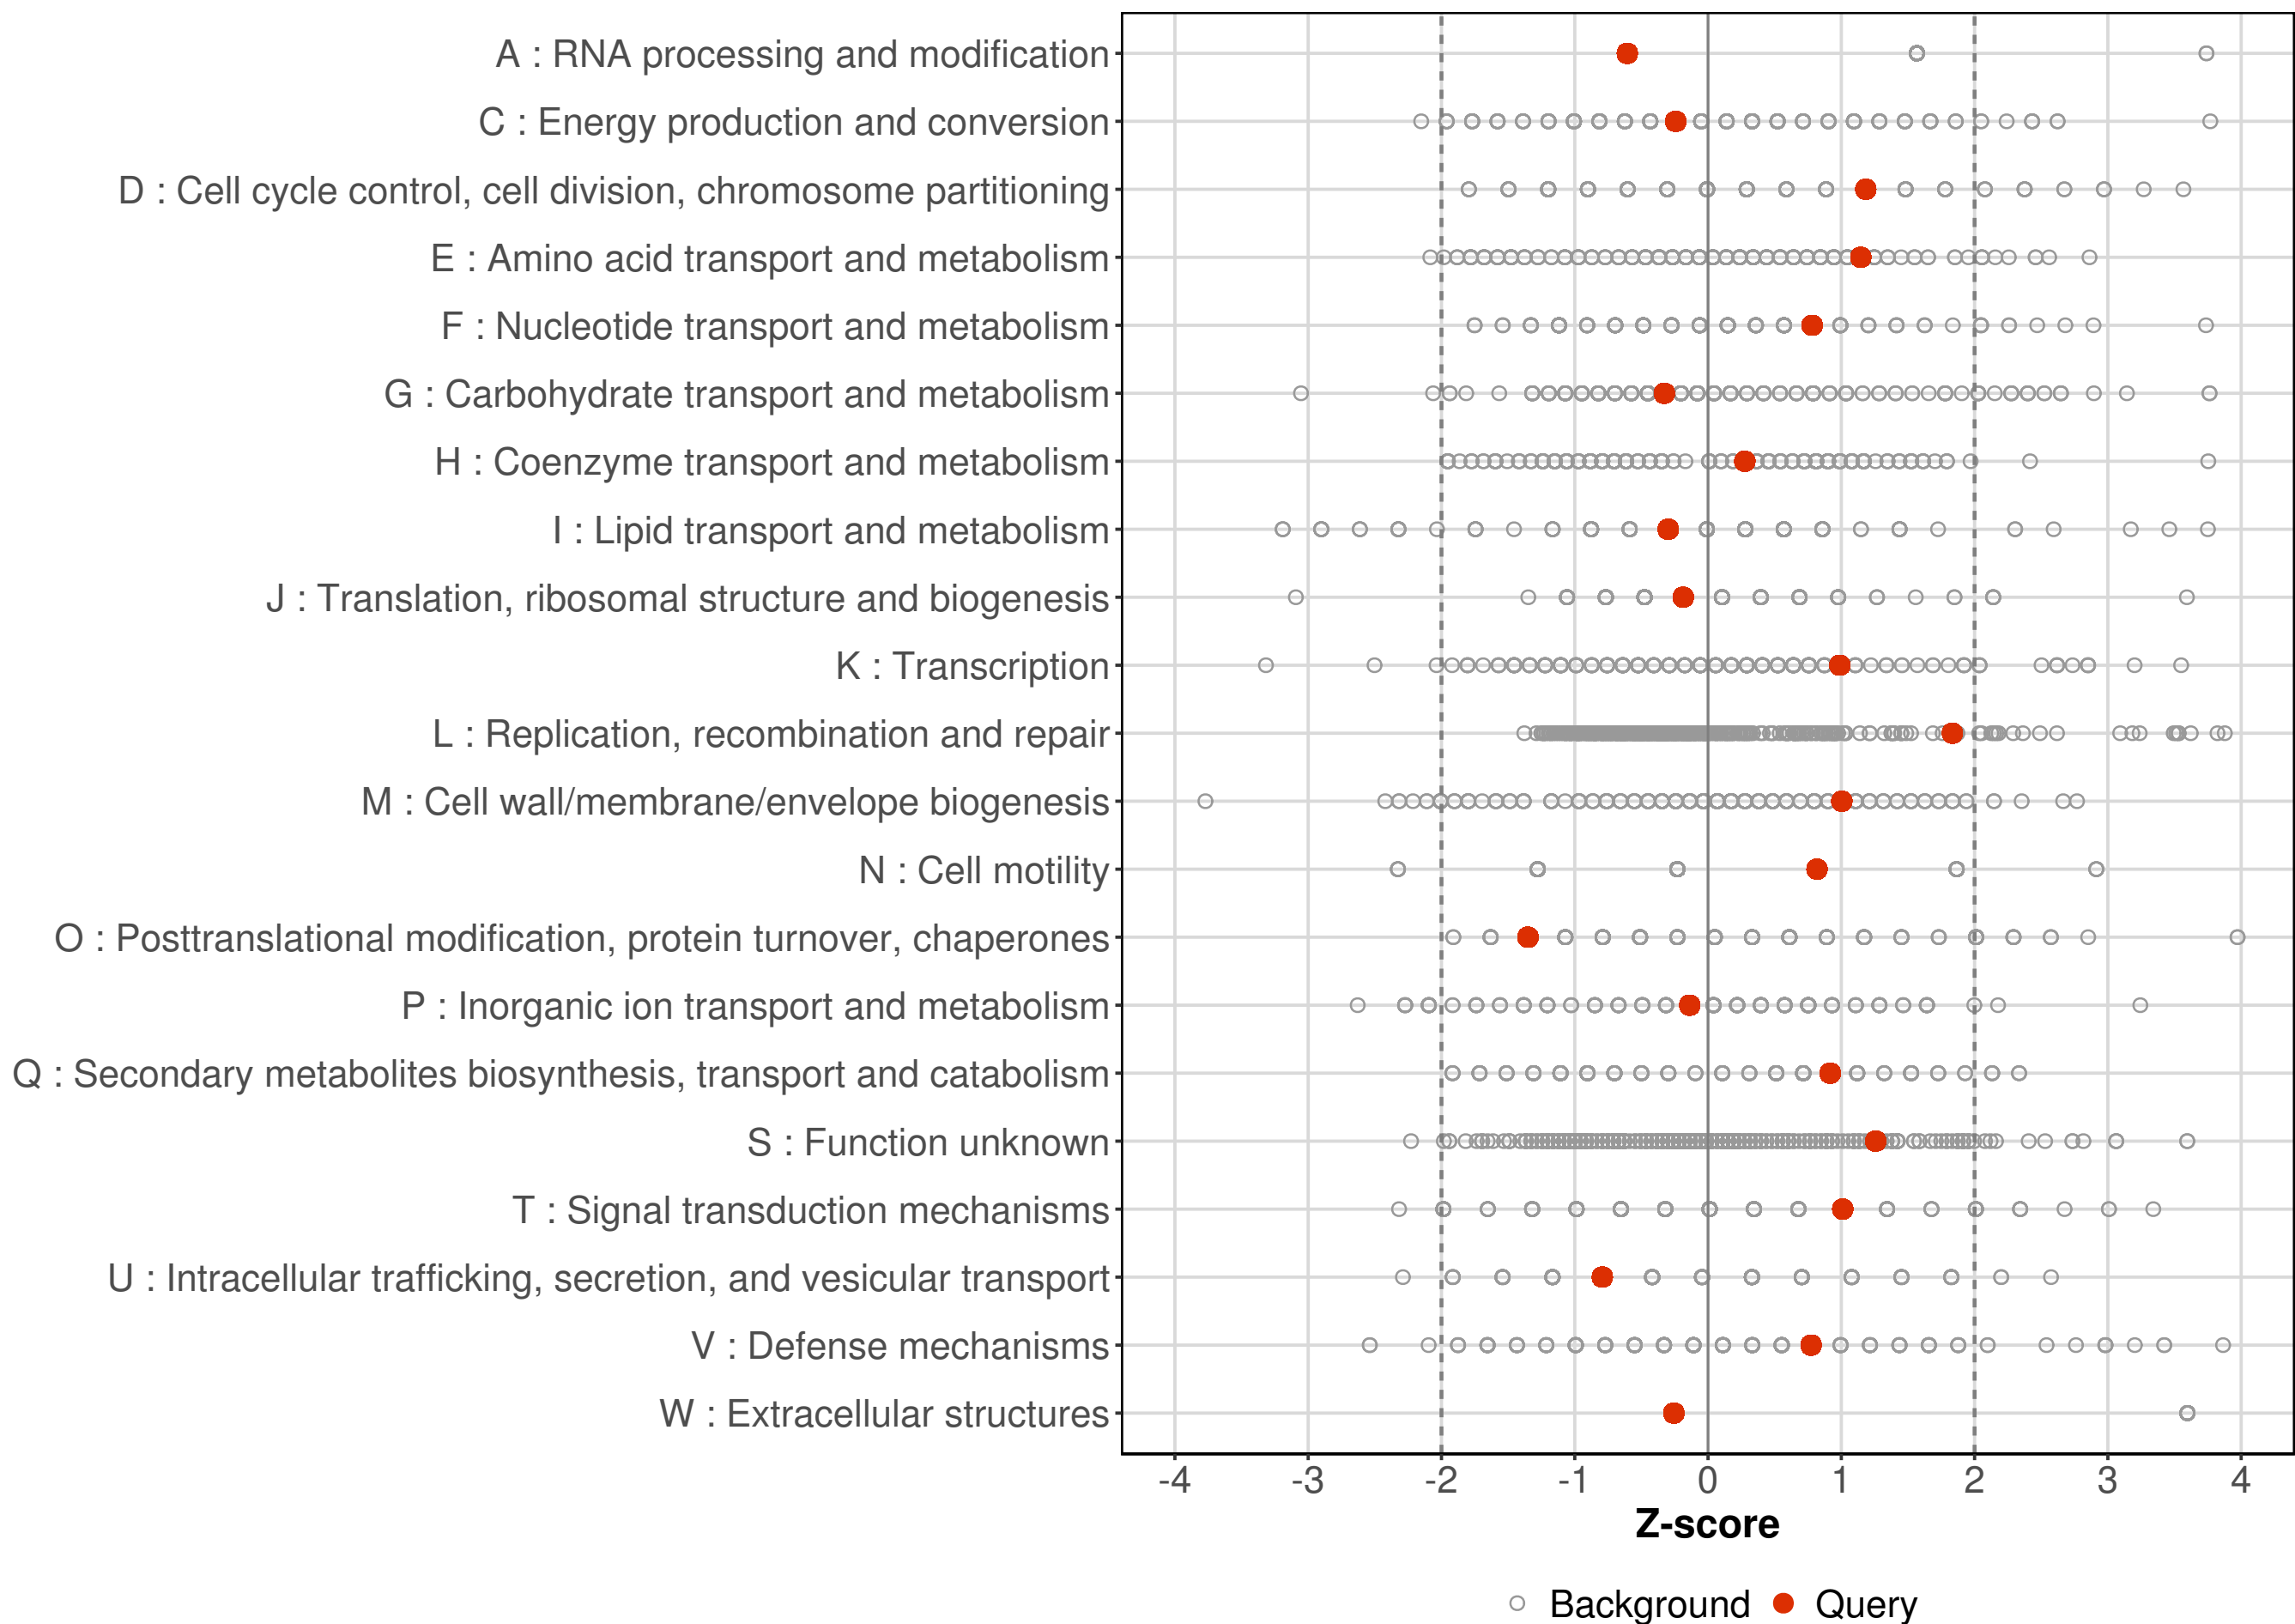 A : RNA processing and modification
C : Energy production and conversion
D : Cell cycle control, cell division, chromosome partitioning
E : Amino acid transport and metabolism
F : Nucleotide transport and metabolism
G : Carbohydrate transport and metabolism
H : Coenzyme transport and metabolism
I : Lipid transport and metabolism
J : Translation, ribosomal structure and biogenesis
K : Transcription
L : Replication, recombination and repair
M : Cell wall/membrane/envelope biogenesis
N : Cell motility
O : Posttranslational modification, protein turnover, chaperones
P : Inorganic ion transport and metabolism
Q : Secondary metabolites biosynthesis, transport and catabolism
S : Function unknown
T : Signal transduction mechanisms
U : Intracellular trafficking, secretion, and vesicular transport
V : Defense mechanisms
W : Extracellular structures
-4 -3 -2 -1 0 1 2 3 4
Z-score
Background Query